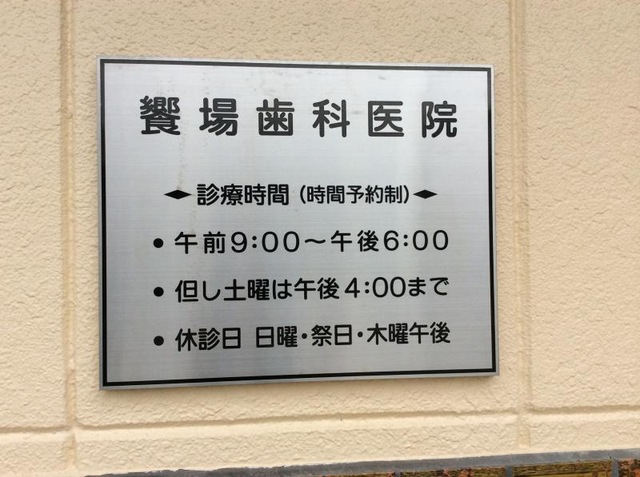 饗場歯科医院
診療時間（時間予約制）
• 午前9:00～午後6:00
• 但し土曜は午後4:00まで
• 休診日 日曜・祭日・木曜午後